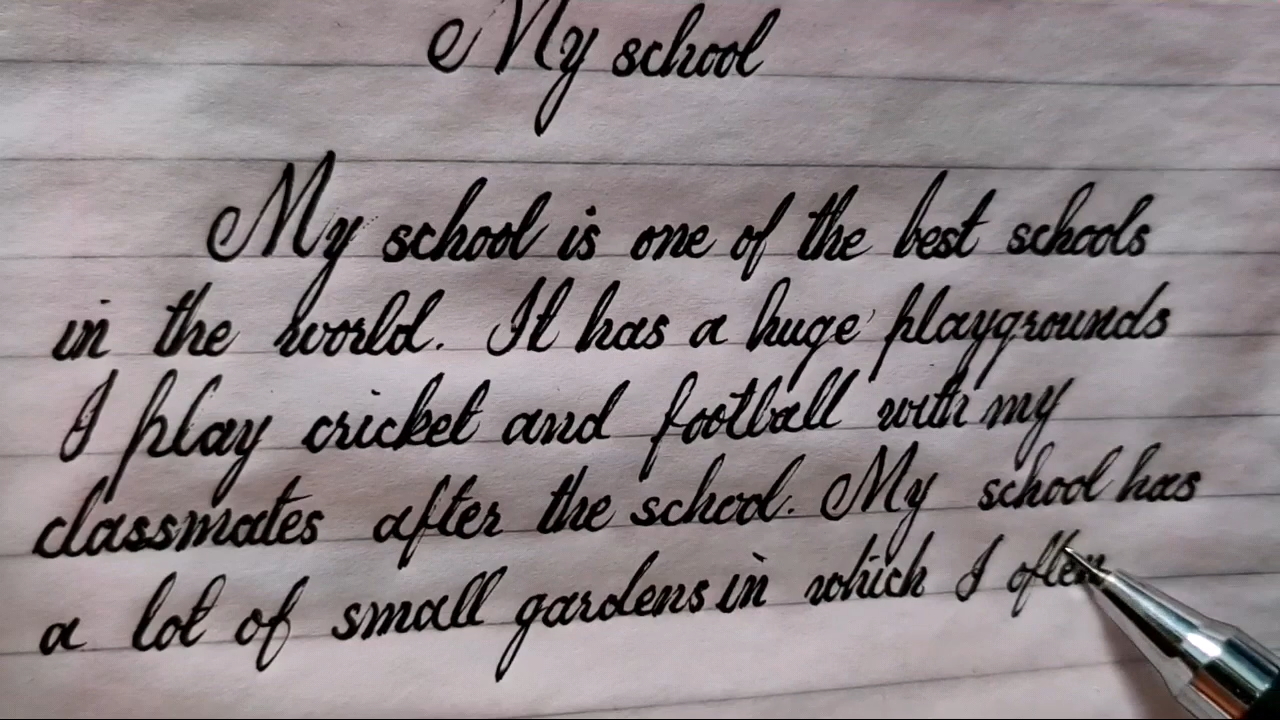 My school
My school is one of the best schools
in the world. It has a huge playgrounds
I play cricket and football with my
classmates after the school. My school has
a lot of small gardens in which I often